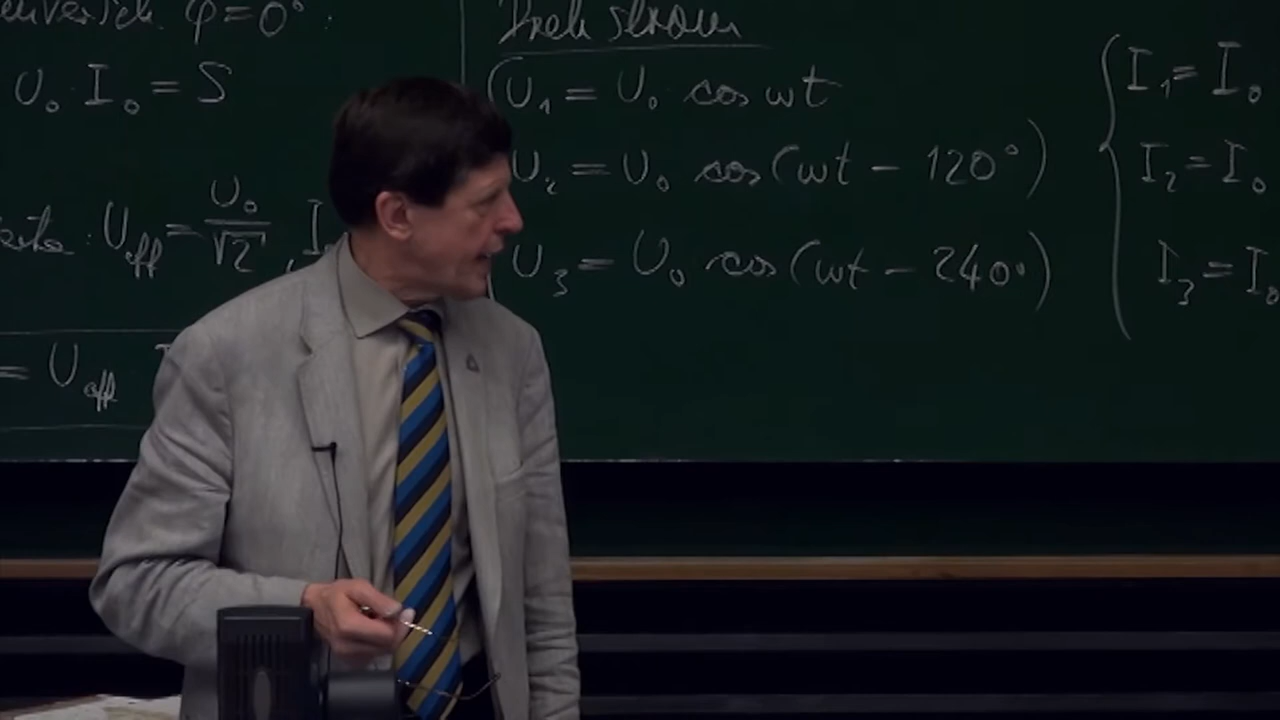 φ = 0° :
U₀ · I₀ = S
: U_eff = U₀/√2 , I
= U_eff
Drehstrom
U₁ = U₀ cos ωt
U₂ = U₀ cos(ωt − 120°)
U₃ = U₀ cos(ωt − 240°)
I₁ = I₀
I₂ = I₀
I₃ = I₀